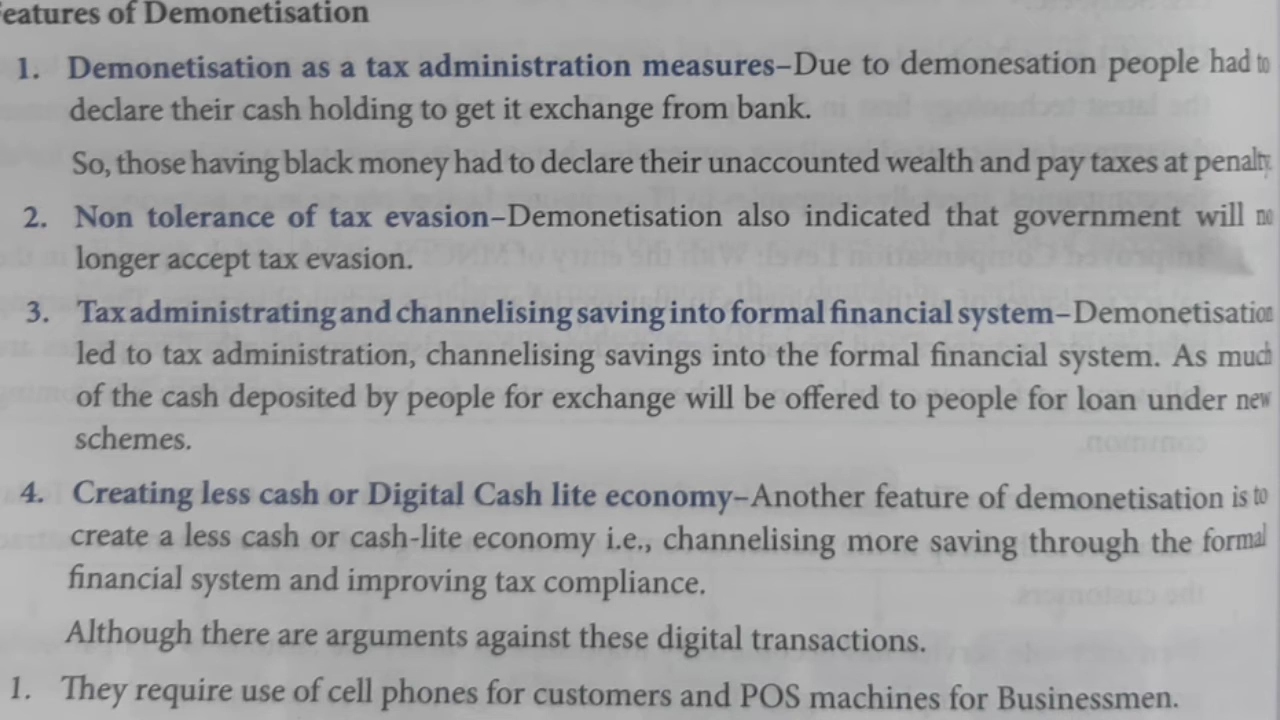 eatures of Demonetisation
1. Demonetisation as a tax administration measures–Due to demonesation people had to
declare their cash holding to get it exchange from bank.
So, those having black money had to declare their unaccounted wealth and pay taxes at penalty
2. Non tolerance of tax evasion–Demonetisation also indicated that government will no
longer accept tax evasion.
3. Tax administrating and channelising saving into formal financial system–Demonetisation
led to tax administration, channelising savings into the formal financial system. As much
of the cash deposited by people for exchange will be offered to people for loan under new
schemes.
4. Creating less cash or Digital Cash lite economy–Another feature of demonetisation is to
create a less cash or cash-lite economy i.e., channelising more saving through the formal
financial system and improving tax compliance.
Although there are arguments against these digital transactions.
1. They require use of cell phones for customers and POS machines for Businessmen.